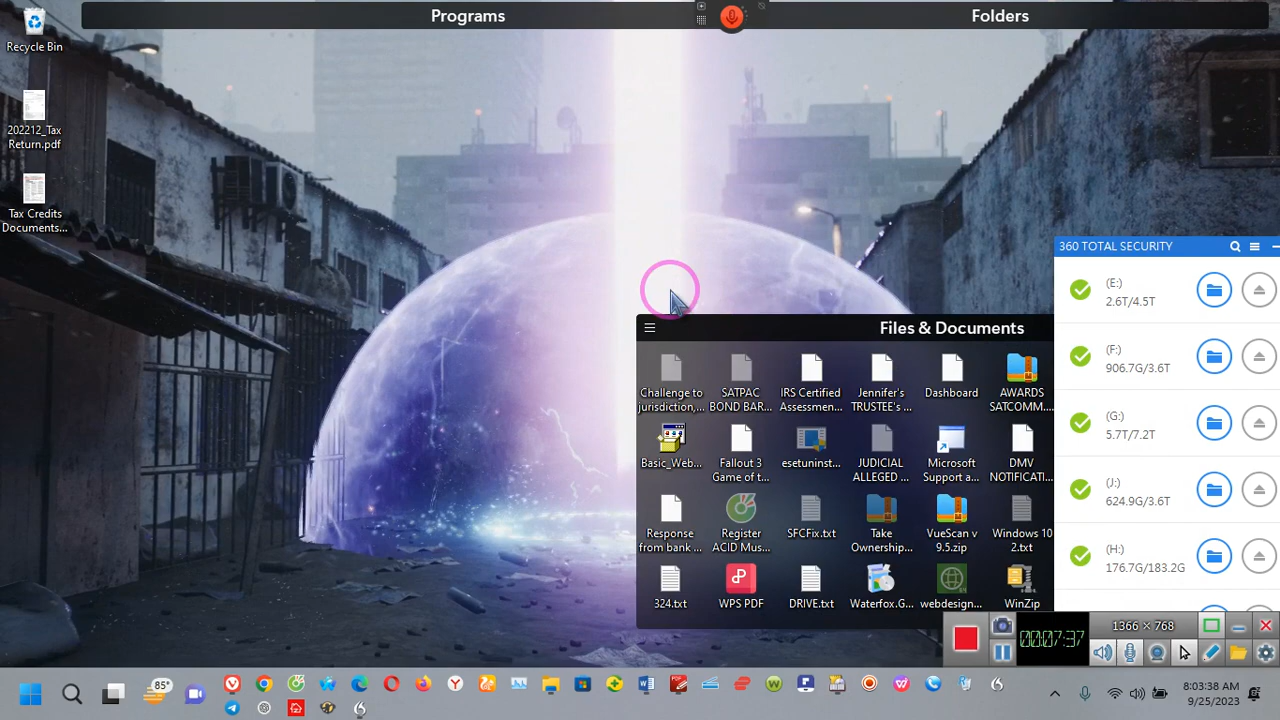 Programs
Folders
Recycle Bin
202212_Tax
Return.pdf
Tax Credits
Documents...
360 TOTAL SECURITY
(E:)
2.6T/4.5T
(F:)
906.7G/3.6T
(G:)
5.7T/7.2T
(J:)
624.9G/3.6T
(H:)
176.7G/183.2G
Files & Documents
Challenge to
jurisdiction,...
SATPAC
BOND BAR...
IRS Certified
Assessmen...
Jennifer's
TRUSTEE's ...
Dashboard
AWARDS
SATCOMM....
Basic_Web...
Fallout 3
Game of t...
esetuninst...
JUDICIAL
ALLEGED ...
Microsoft
Support a...
DMV
NOTIFICATI...
Response
from bank ...
Register
ACID Mus...
SFCFix.txt
Take
Ownership...
VueScan v
9.5.zip
Windows 10
2.txt
324.txt
WPS PDF
DRIVE.txt
Waterfox.G...
webdesign...
WinZip
00:07:37
1366 × 768
85°
8:03:38 AM
9/25/2023